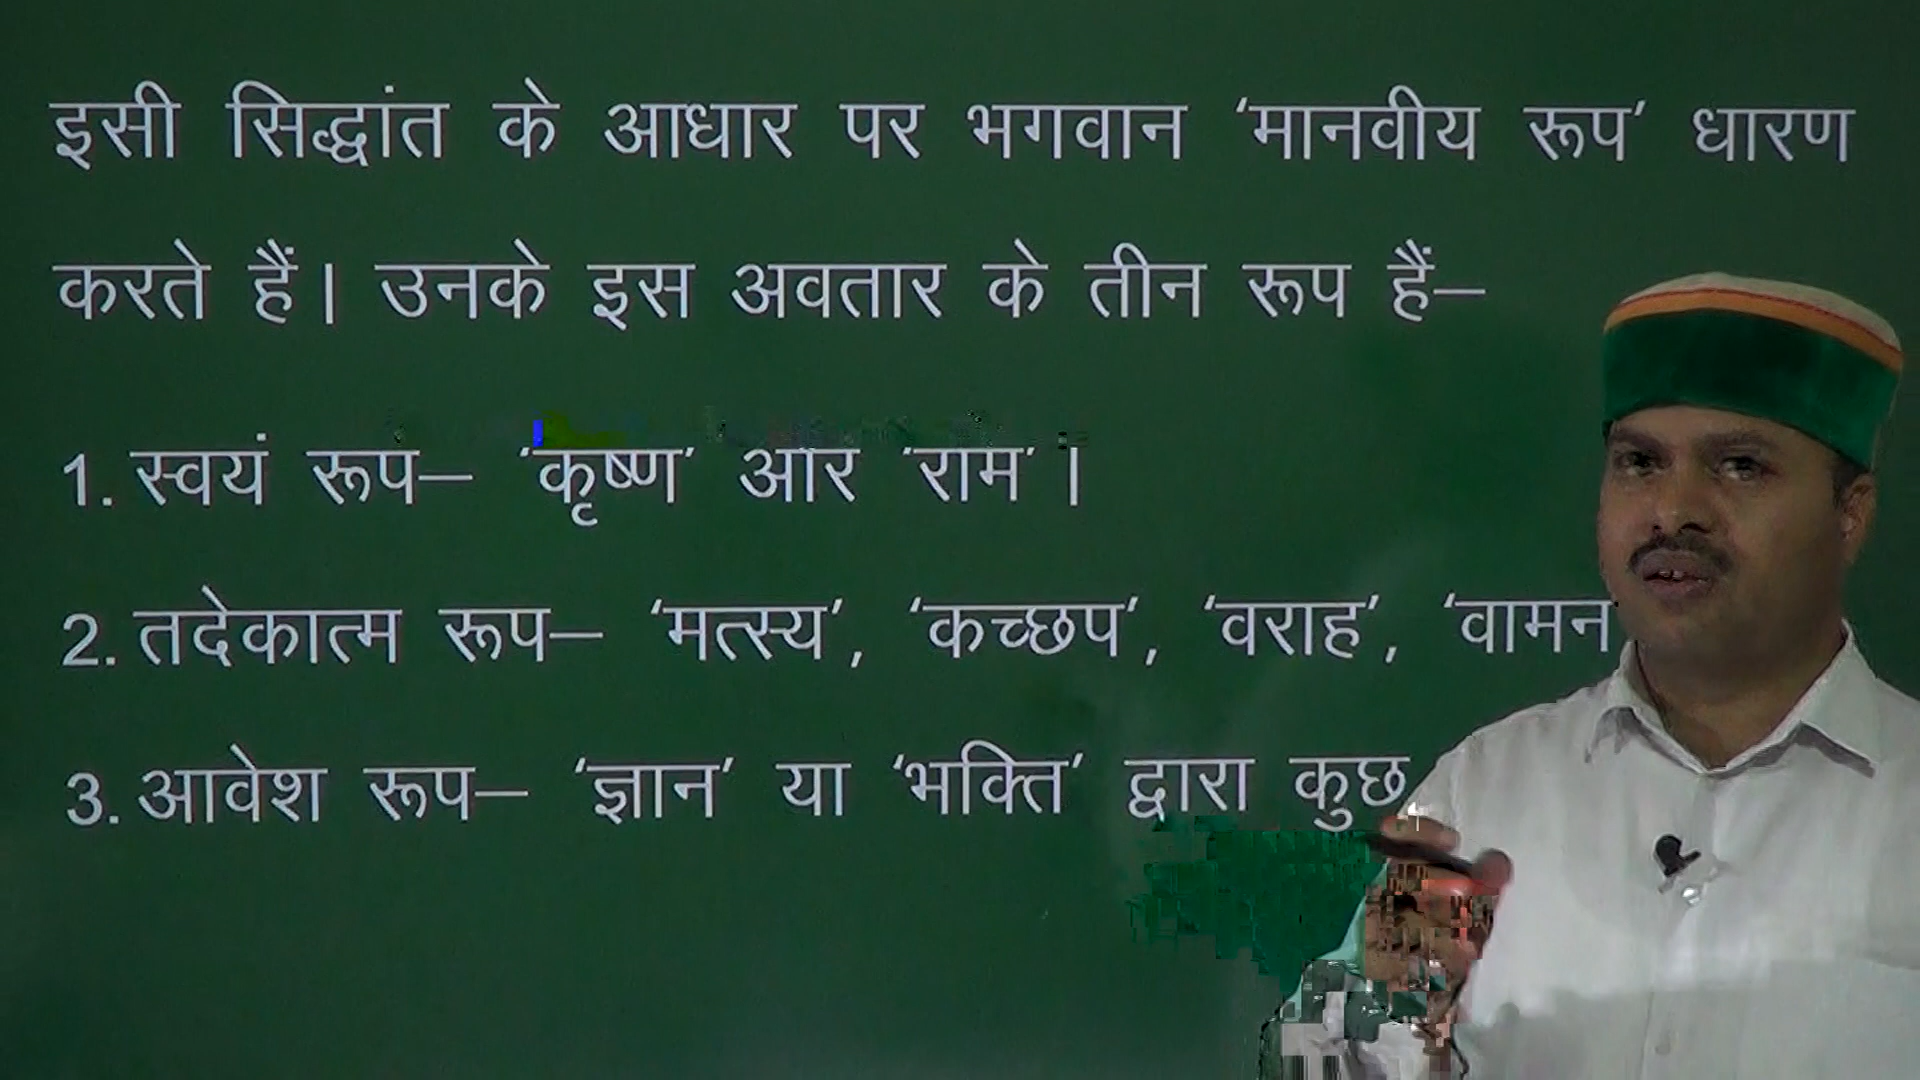 इसी सिद्धांत के आधार पर भगवान ‘मानवीय रूप’ धारण
करते हैं। उनके इस अवतार के तीन रूप हैं–
1. स्वयं रूप– ‘कृष्ण’ और ‘राम’ ।
2. तदेकात्म रूप– ‘मत्स्य’, ‘कच्छप’, ‘वराह’, ‘वामन
3. आवेश रूप– ‘ज्ञान’ या ‘भक्ति’ द्वारा कुछ